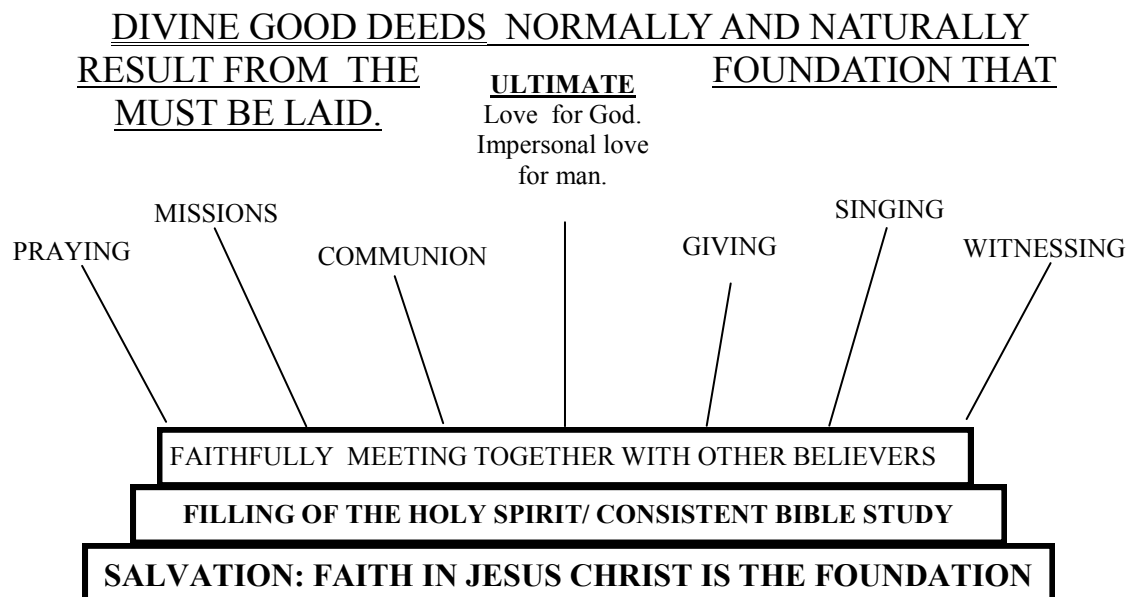 DIVINE GOOD DEEDS NORMALLY AND NATURALLY
RESULT FROM THE FOUNDATION THAT
MUST BE LAID.
ULTIMATE
Love for God.
Impersonal love
for man.
PRAYING
MISSIONS
COMMUNION
GIVING
SINGING
WITNESSING
FAITHFULLY MEETING TOGETHER WITH OTHER BELIEVERS
FILLING OF THE HOLY SPIRIT/ CONSISTENT BIBLE STUDY
SALVATION: FAITH IN JESUS CHRIST IS THE FOUNDATION